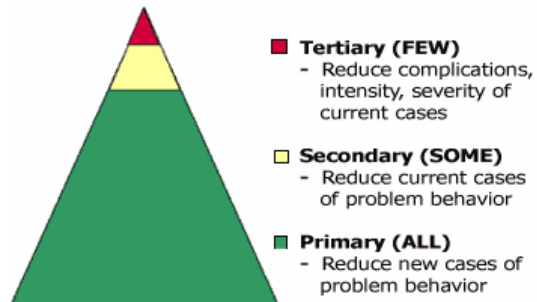 Tertiary (FEW)
- Reduce complications,
intensity, severity of
current cases
Secondary (SOME)
- Reduce current cases
of problem behavior
Primary (ALL)
- Reduce new cases of
problem behavior